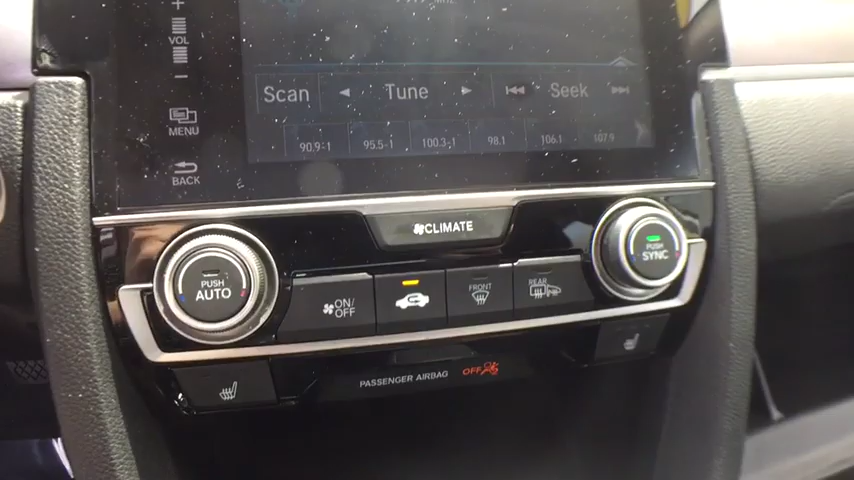 +
VOL
−
MENU
BACK
Scan
Tune
Seek
90.9-1
95.5-1
100.3-1
98.1
106.1
107.9
CLIMATE
PUSH
AUTO
ON/
OFF
FRONT
REAR
PUSH
SYNC
PASSENGER AIRBAG
OFF